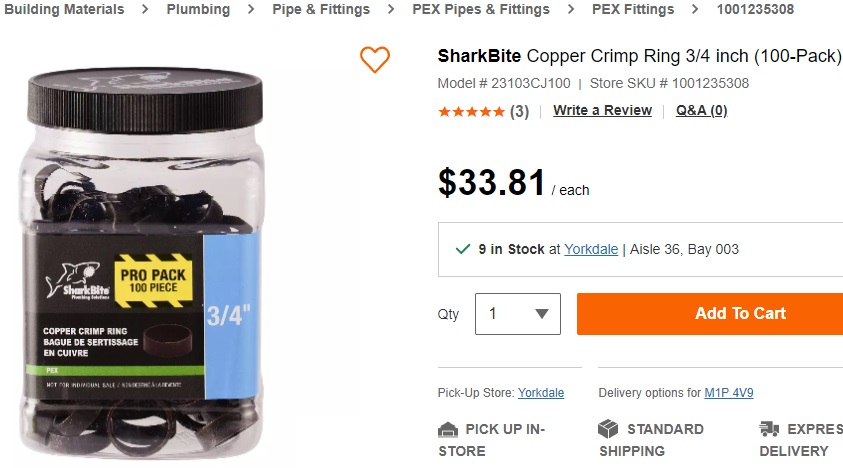 Building Materials > Plumbing > Pipe & Fittings > PEX Pipes & Fittings > PEX Fittings > 1001235308
SharkBite Copper Crimp Ring 3/4 inch (100-Pack)
Model # 23103CJ100 | Store SKU # 1001235308
(3) | Write a Review | Q&A (0)
$33.81 / each
9 in Stock at Yorkdale | Aisle 36, Bay 003
Qty 1 Add To Cart
Pick-Up Store: Yorkdale
Delivery options for M1P 4V9
PICK UP IN-
STORE
STANDARD
SHIPPING
EXPRES
DELIVERY
SharkBite
Plumbing Solutions
PRO PACK
100 PIECE
3/4"
COPPER CRIMP RING
BAGUE DE SERTISSAGE
EN CUIVRE
PEX
NOT FOR INDIVIDUAL SALE / NON DESTINÉ À LA REVENTE